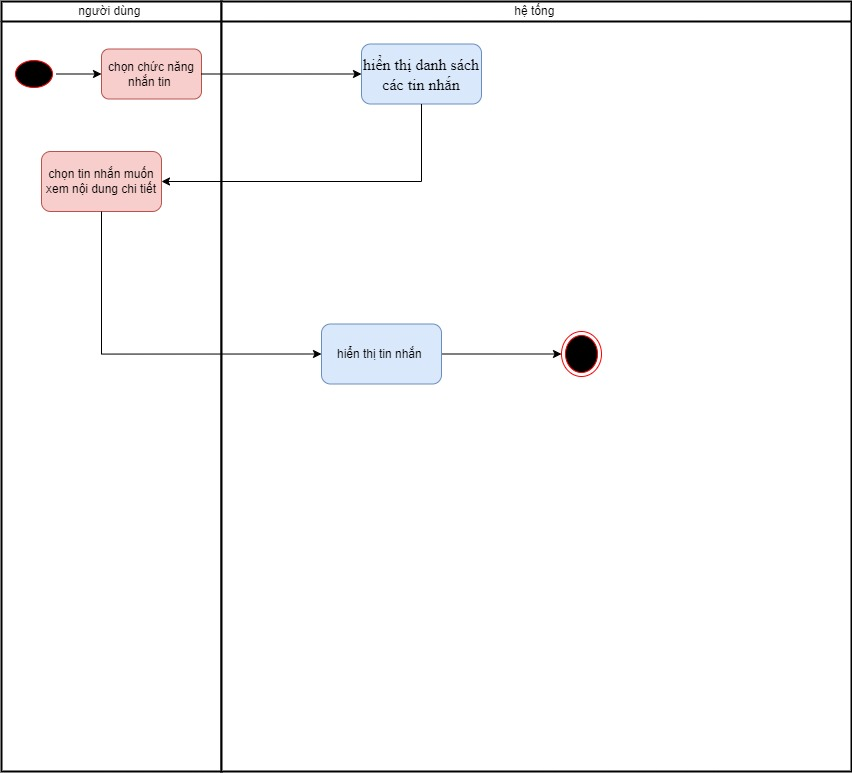 người dùng
hệ tống
chọn chức năng
nhắn tin
hiển thị danh sách
các tin nhắn
chọn tin nhắn muốn
xem nội dung chi tiết
hiển thị tin nhắn